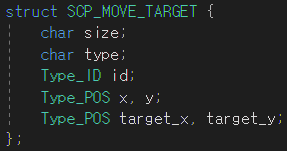 struct SCP_MOVE_TARGET {
    char size;
    char type;
    Type_ID id;
    Type_POS x, y;
    Type_POS target_x, target_y;
};